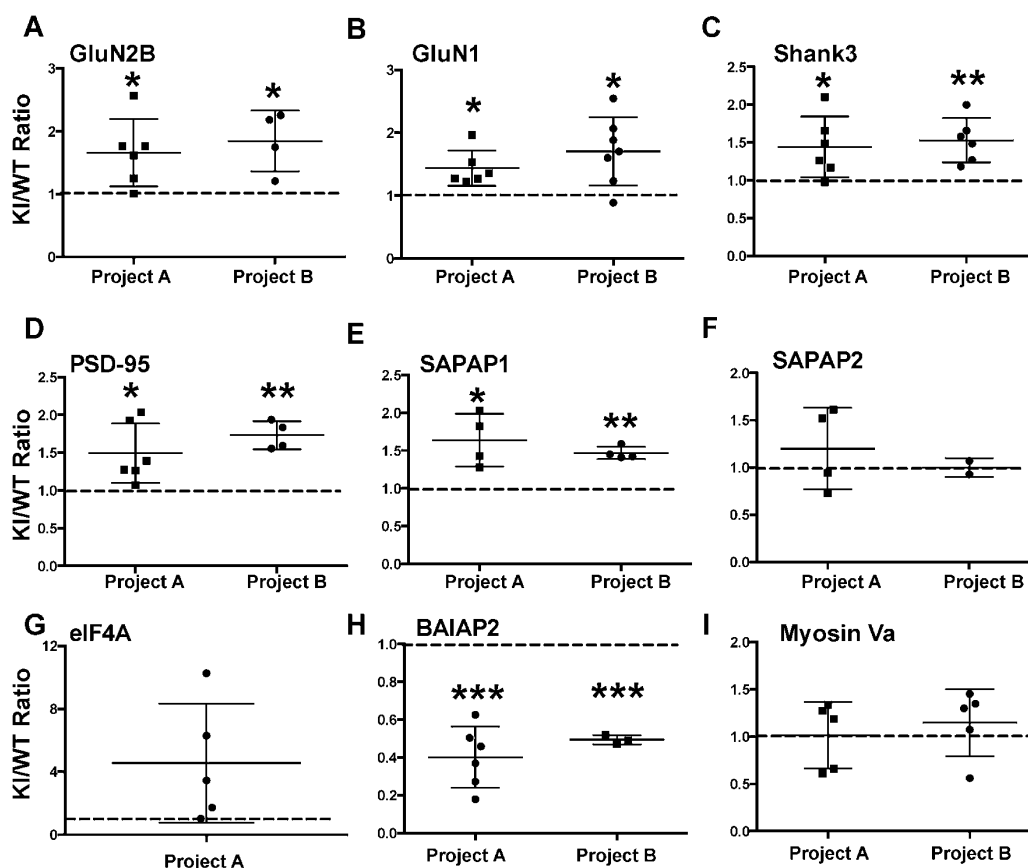 A
GluN2B
KI/WT Ratio
3
2
1
0
*
*
Project A
Project B
B
GluN1
3
2
1
0
*
*
Project A
Project B
C
Shank3
2.5
2.0
1.5
1.0
0.5
0.0
*
**
Project A
Project B
D
PSD-95
KI/WT Ratio
2.5
2.0
1.5
1.0
0.5
0.0
*
**
Project A
Project B
E
SAPAP1
2.5
2.0
1.5
1.0
0.5
0.0
*
**
Project A
Project B
F
SAPAP2
2.0
1.5
1.0
0.5
0.0
Project A
Project B
G
eIF4A
KI/WT Ratio
12
8
4
0
Project A
H
BAIAP2
1.0
0.8
0.6
0.4
0.2
0.0
***
***
Project A
Project B
I
Myosin Va
2.0
1.5
1.0
0.5
0.0
Project A
Project B